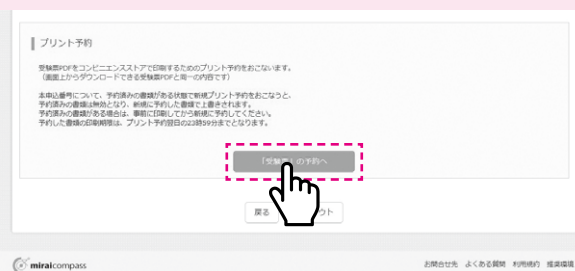 プリント予約
受験票PDFをコンビニエンスストアで印刷するためのプリント予約をおこないます。
（画面上からダウンロードできる受験票PDFと同一の内容です）
本申込番号について、予約済みの書類がある状態で新規プリント予約をおこなうと、
予約済みの書類は無効となり、新規に予約した書類で上書きされます。
予約済みの書類がある場合は、事前に印刷してから新規に予約してください。
予約した書類の印刷期限は、プリント予約翌日の23時59分までとなります。
「受験票」の予約へ
戻る
ウト
miraicompass
お問合せ先 よくある質問 利用規約 推奨環境